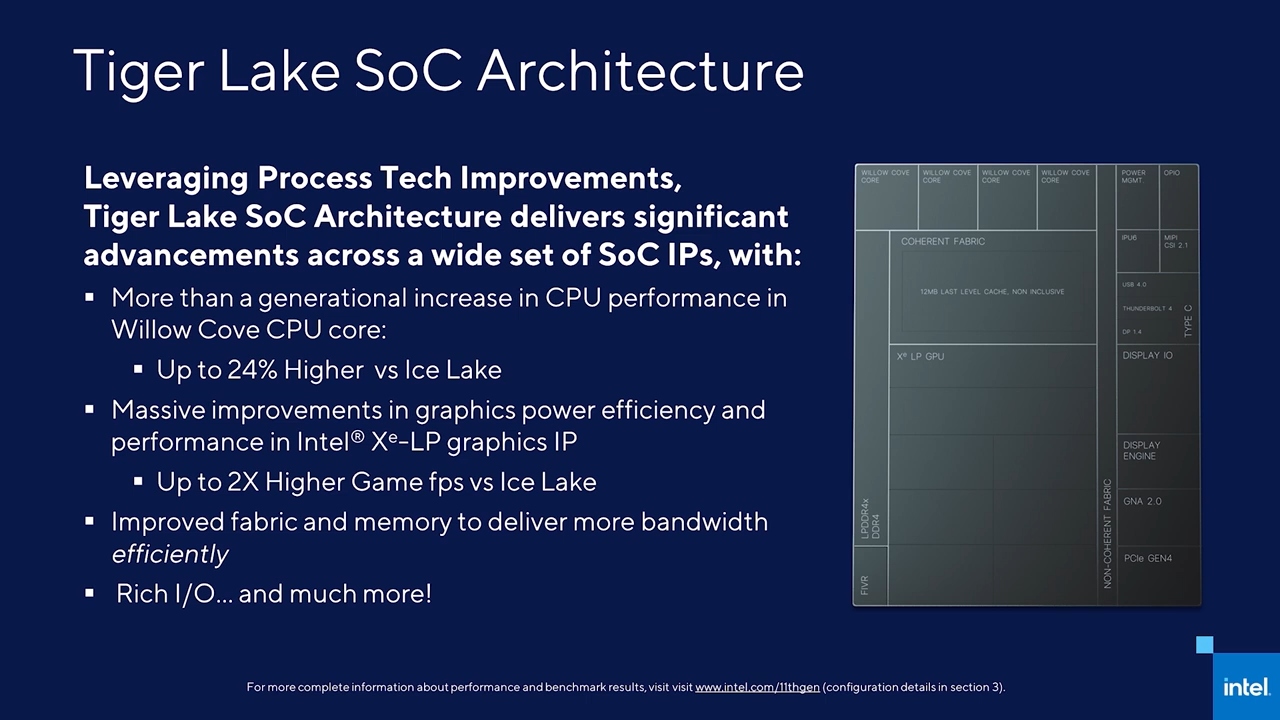 Tiger Lake SoC Architecture
Leveraging Process Tech Improvements,
Tiger Lake SoC Architecture delivers significant
advancements across a wide set of SoC IPs, with:
▪ More than a generational increase in CPU performance in
Willow Cove CPU core:
▪ Up to 24% Higher vs Ice Lake
▪ Massive improvements in graphics power efficiency and
performance in Intel® Xᵉ-LP graphics IP
▪ Up to 2X Higher Game fps vs Ice Lake
▪ Improved fabric and memory to deliver more bandwidth
efficiently
▪ Rich I/O... and much more!
WILLOW COVE
CORE
WILLOW COVE
CORE
WILLOW COVE
CORE
WILLOW COVE
CORE
POWER
MGMT.
OPIO
COHERENT FABRIC
12MB LAST LEVEL CACHE, NON INCLUSIVE
IPU6
MIPI
CSI 2.1
USB 4.0
THUNDERBOLT 4
DP 1.4
TYPE C
Xᵉ LP GPU
DISPLAY IO
DISPLAY
ENGINE
LPDDR4x
DDR4
NON-COHERENT FABRIC
GNA 2.0
FIVR
PCIe GEN4
For more complete information about performance and benchmark results, visit visit www.intel.com/11thgen (configuration details in section 3).
intel.